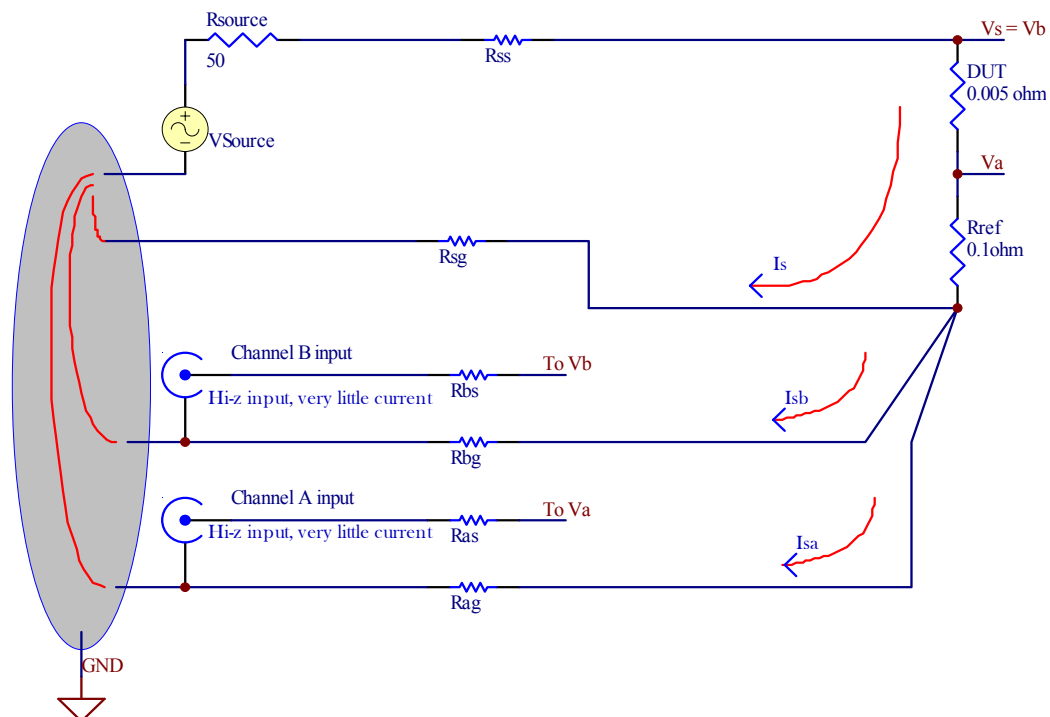 Rsource
50
Rss
Vs = Vb
DUT
0.005 ohm
+
-
VSource
Va
Rsg
Rref
0.1ohm
Is
Channel B input
Hi-z input, very little current
Rbs
To Vb
Isb
Rbg
Channel A input
Hi-z input, very little current
Ras
To Va
Isa
Rag
GND